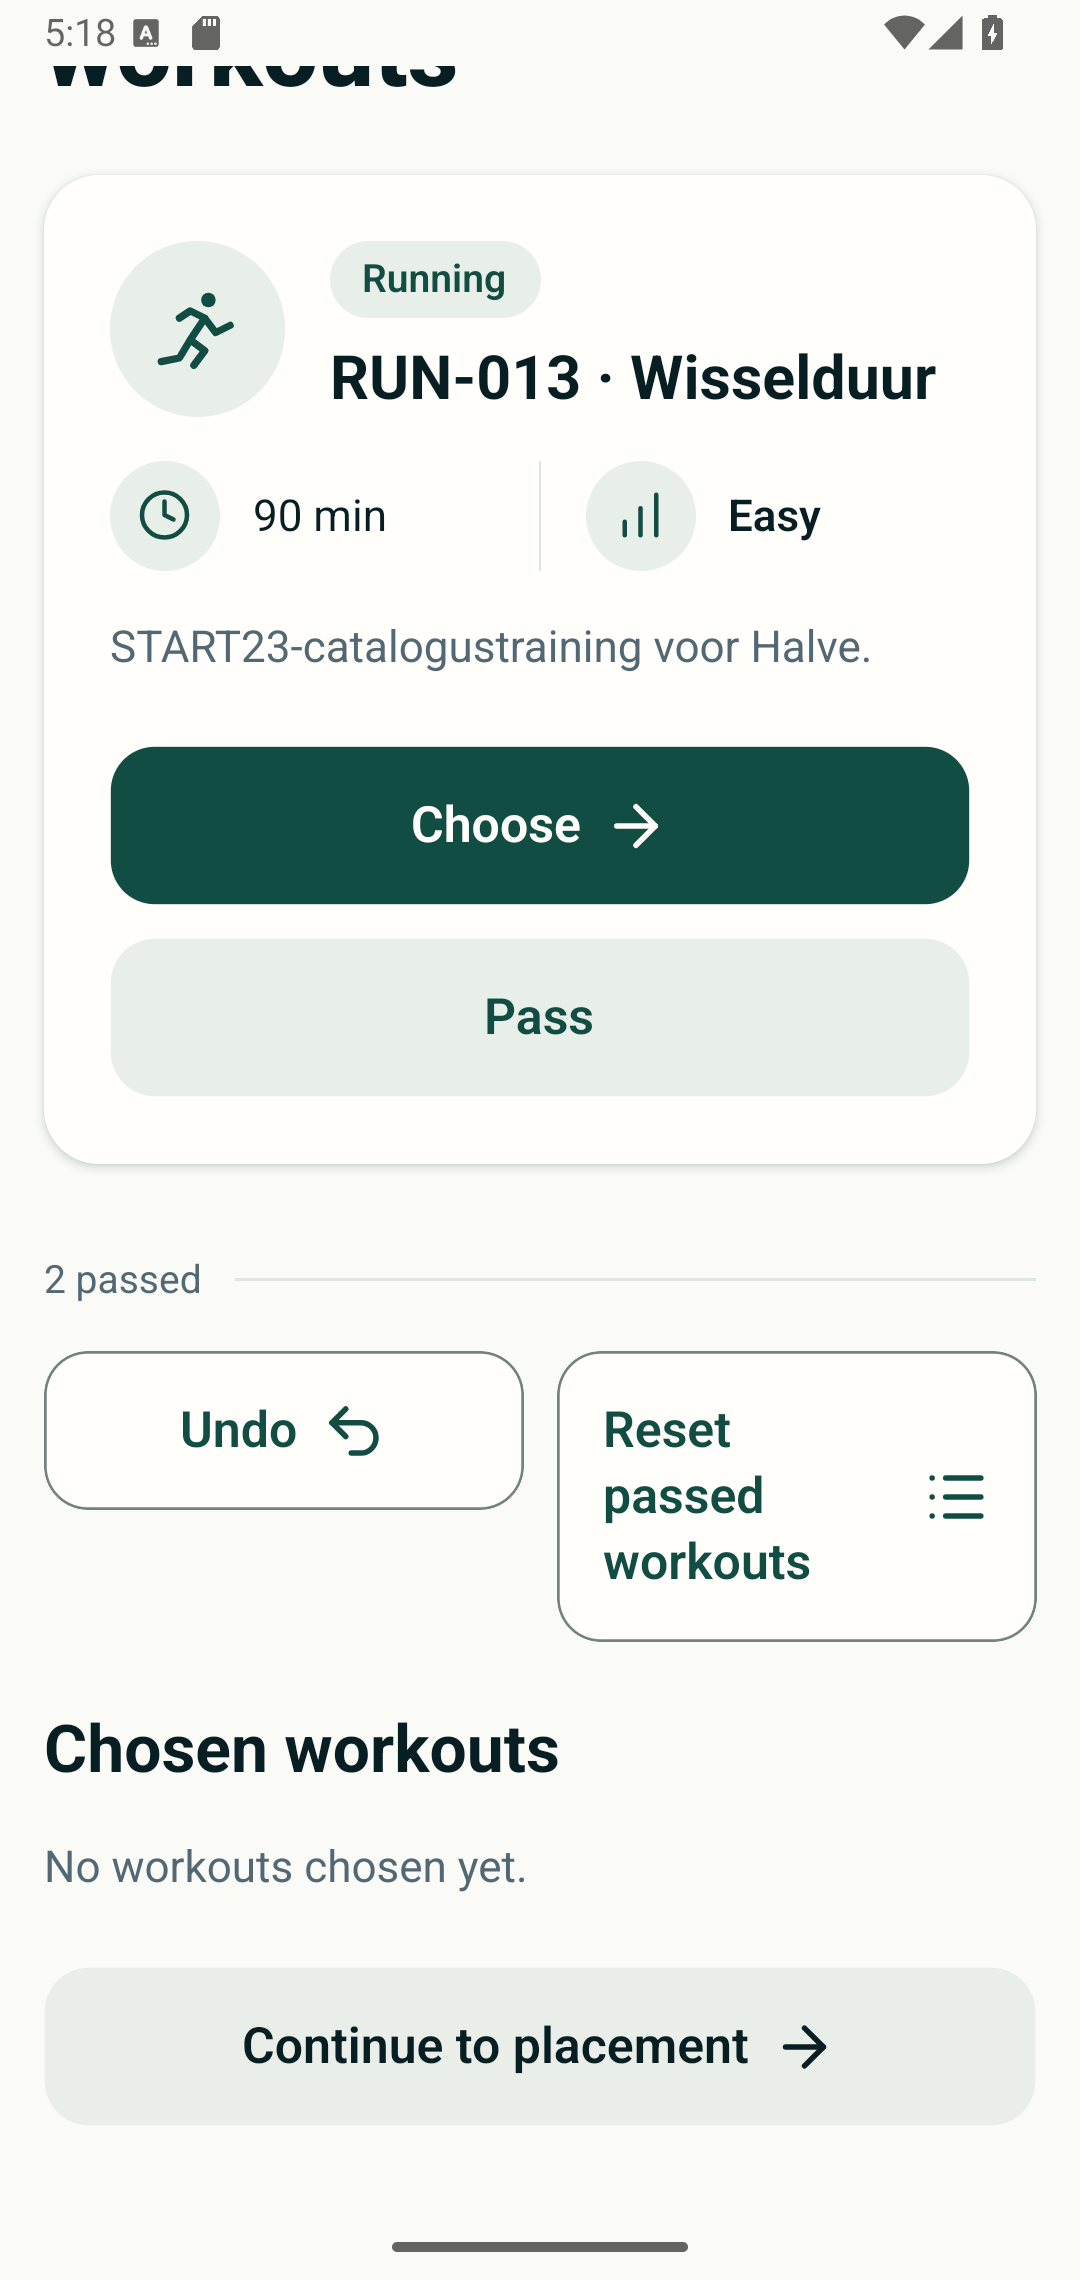 5:18
workouts
Running
RUN-013 · Wisselduur
90 min
Easy
START23-catalogustraining voor Halve.
Choose
Pass
2 passed
Undo
Reset
passed
workouts
Chosen workouts
No workouts chosen yet.
Continue to placement